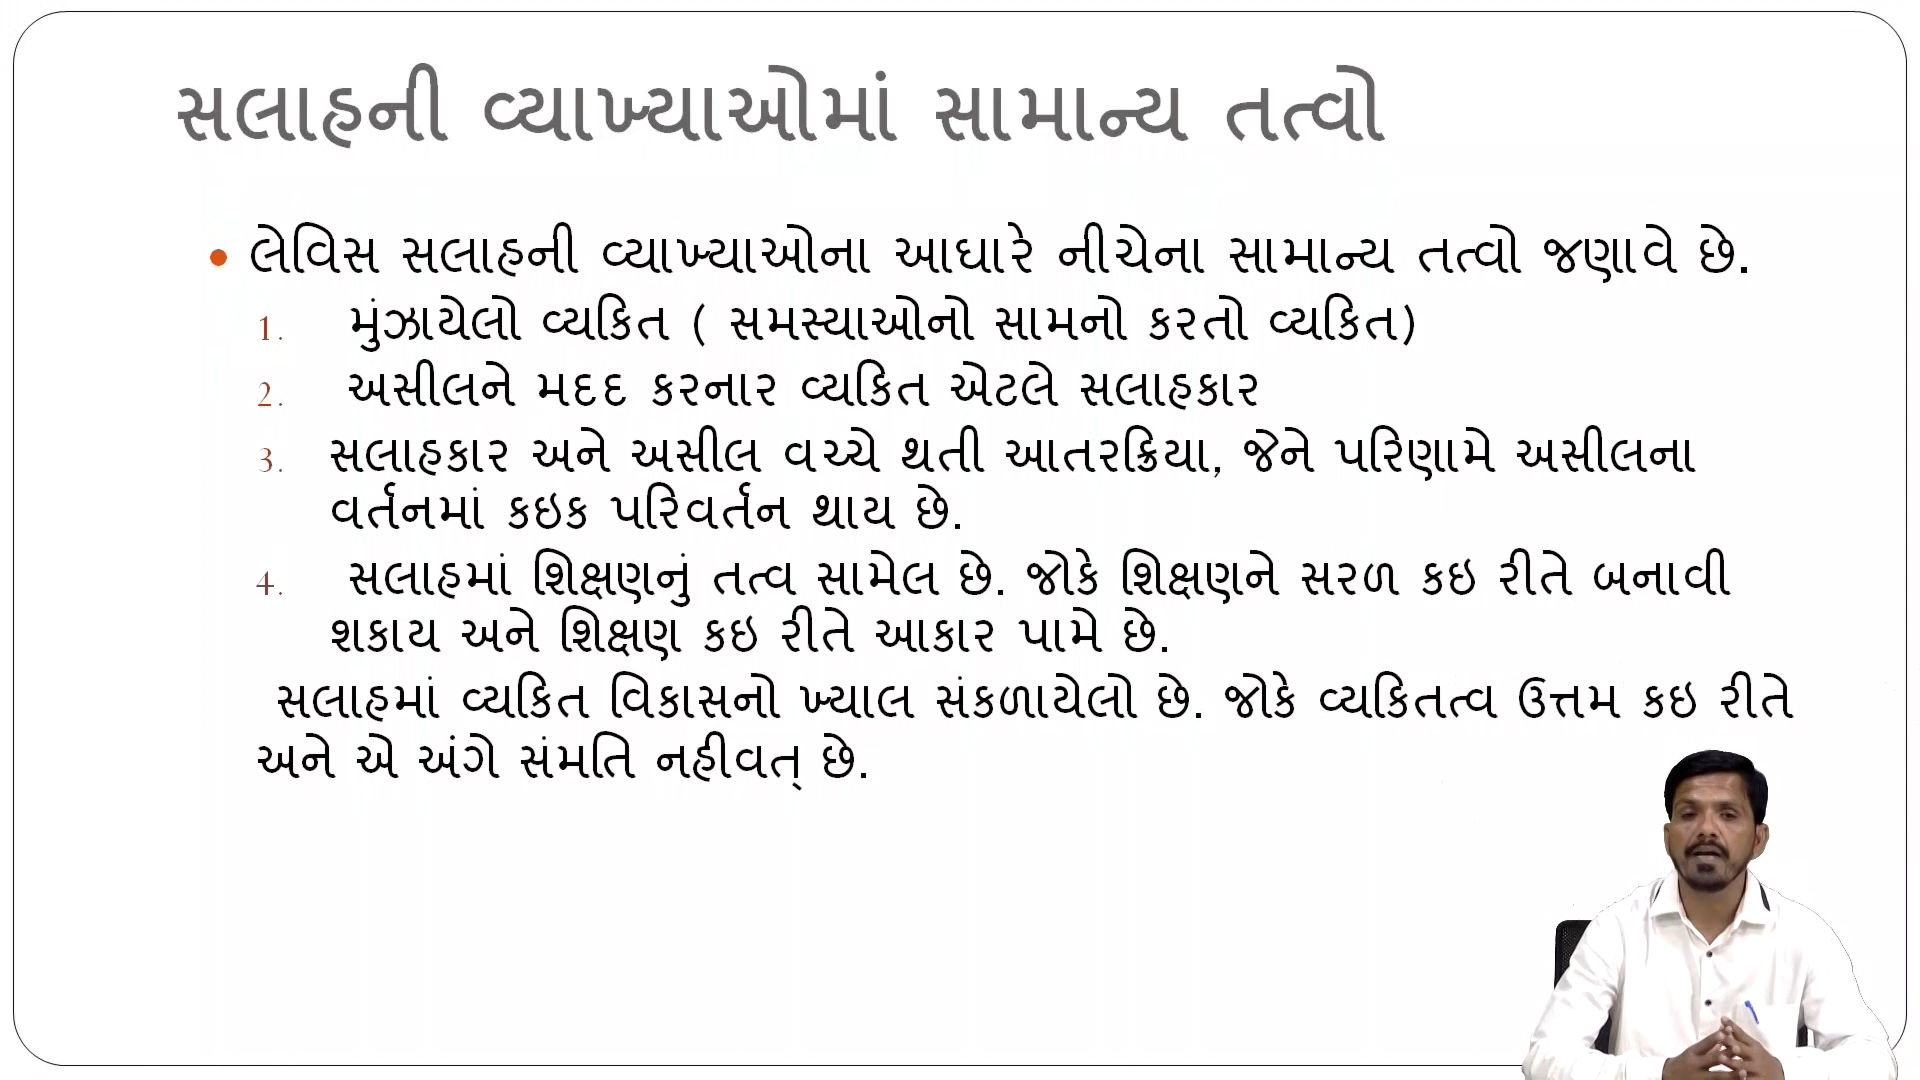 સલાહની વ્યાખ્યાઓમાં સામાન્ય તત્વો
• લેવિસ સલાહની વ્યાખ્યાઓના આધારે નીચેના સામાન્ય તત્વો જણાવે છે.
1. મુંઝાયેલો વ્યકિત ( સમસ્યાઓનો સામનો કરતો વ્યકિત)
2. અસીલને મદદ કરનાર વ્યકિત એટલે સલાહકાર
3. સલાહકાર અને અસીલ વચ્ચે થતી આતરક્રિયા, જેને પરિણામે અસીલના
વર્તનમાં કઇક પરિવર્તન થાય છે.
4. સલાહમાં શિક્ષણનું તત્વ સામેલ છે. જોકે શિક્ષણને સરળ કઇ રીતે બનાવી
શકાય અને શિક્ષણ કઇ રીતે આકાર પામે છે.
સલાહમાં વ્યકિત વિકાસનો ખ્યાલ સંકળાયેલો છે. જોકે વ્યકિતત્વ ઉત્તમ કઇ રીતે
અને એ અંગે સંમતિ નહીવત્ છે.